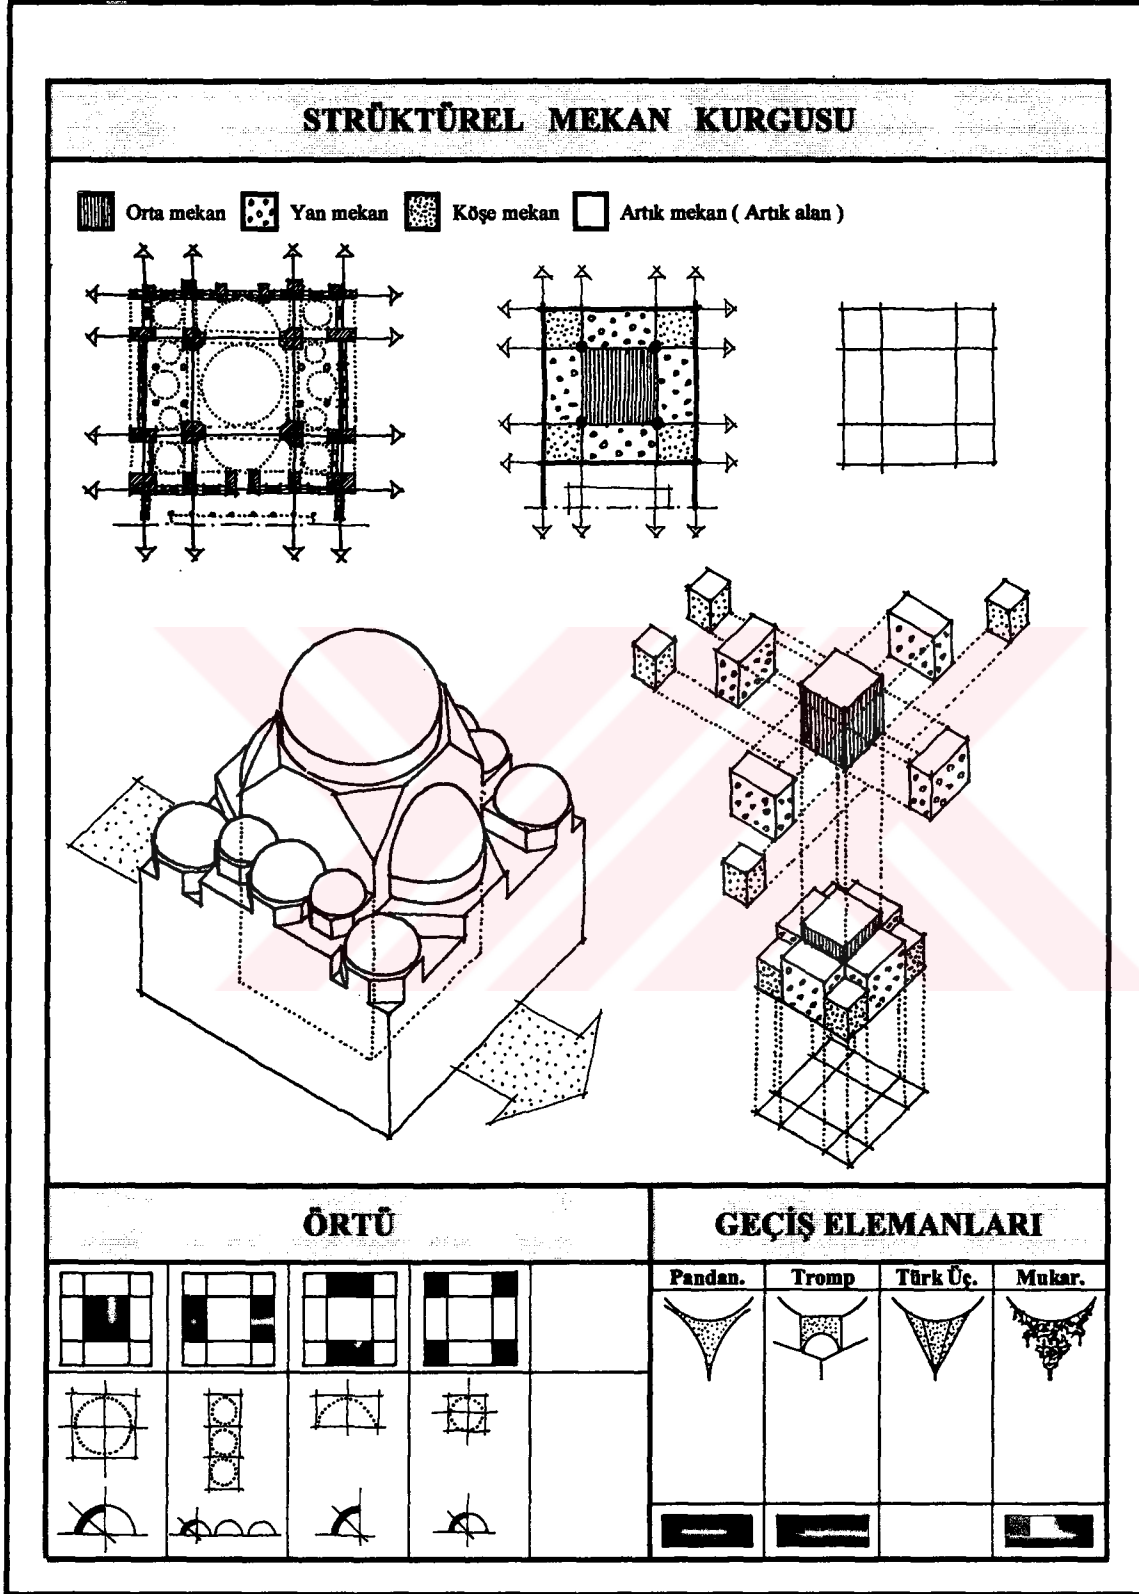 STRÜKTÜREL MEKAN KURGUSU
Orta mekan Yan mekan Köşe mekan Artık mekan ( Artık alan )
ÖRTÜ
GEÇİŞ ELEMANLARI
Pandan. Tromp Türk Üç. Mukar.